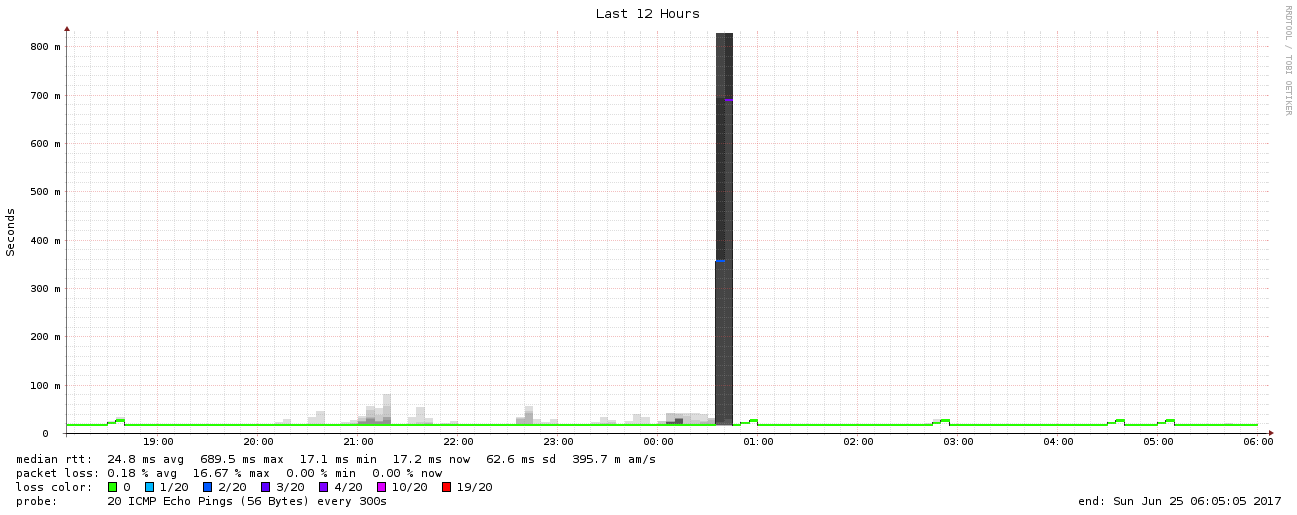 Last 12 Hours
RRDTOOL / TOBI OETIKER
Seconds
800 m
700 m
600 m
500 m
400 m
300 m
200 m
100 m
0
19:00 20:00 21:00 22:00 23:00 00:00 01:00 02:00 03:00 04:00 05:00 06:00
median rtt: 24.8 ms avg 689.5 ms max 17.1 ms min 17.2 ms now 62.6 ms sd 395.7 m am/s
packet loss: 0.18 % avg 16.67 % max 0.00 % min 0.00 % now
loss color: 0 1/20 2/20 3/20 4/20 10/20 19/20
probe: 20 ICMP Echo Pings (56 Bytes) every 300s end: Sun Jun 25 06:05:05 2017